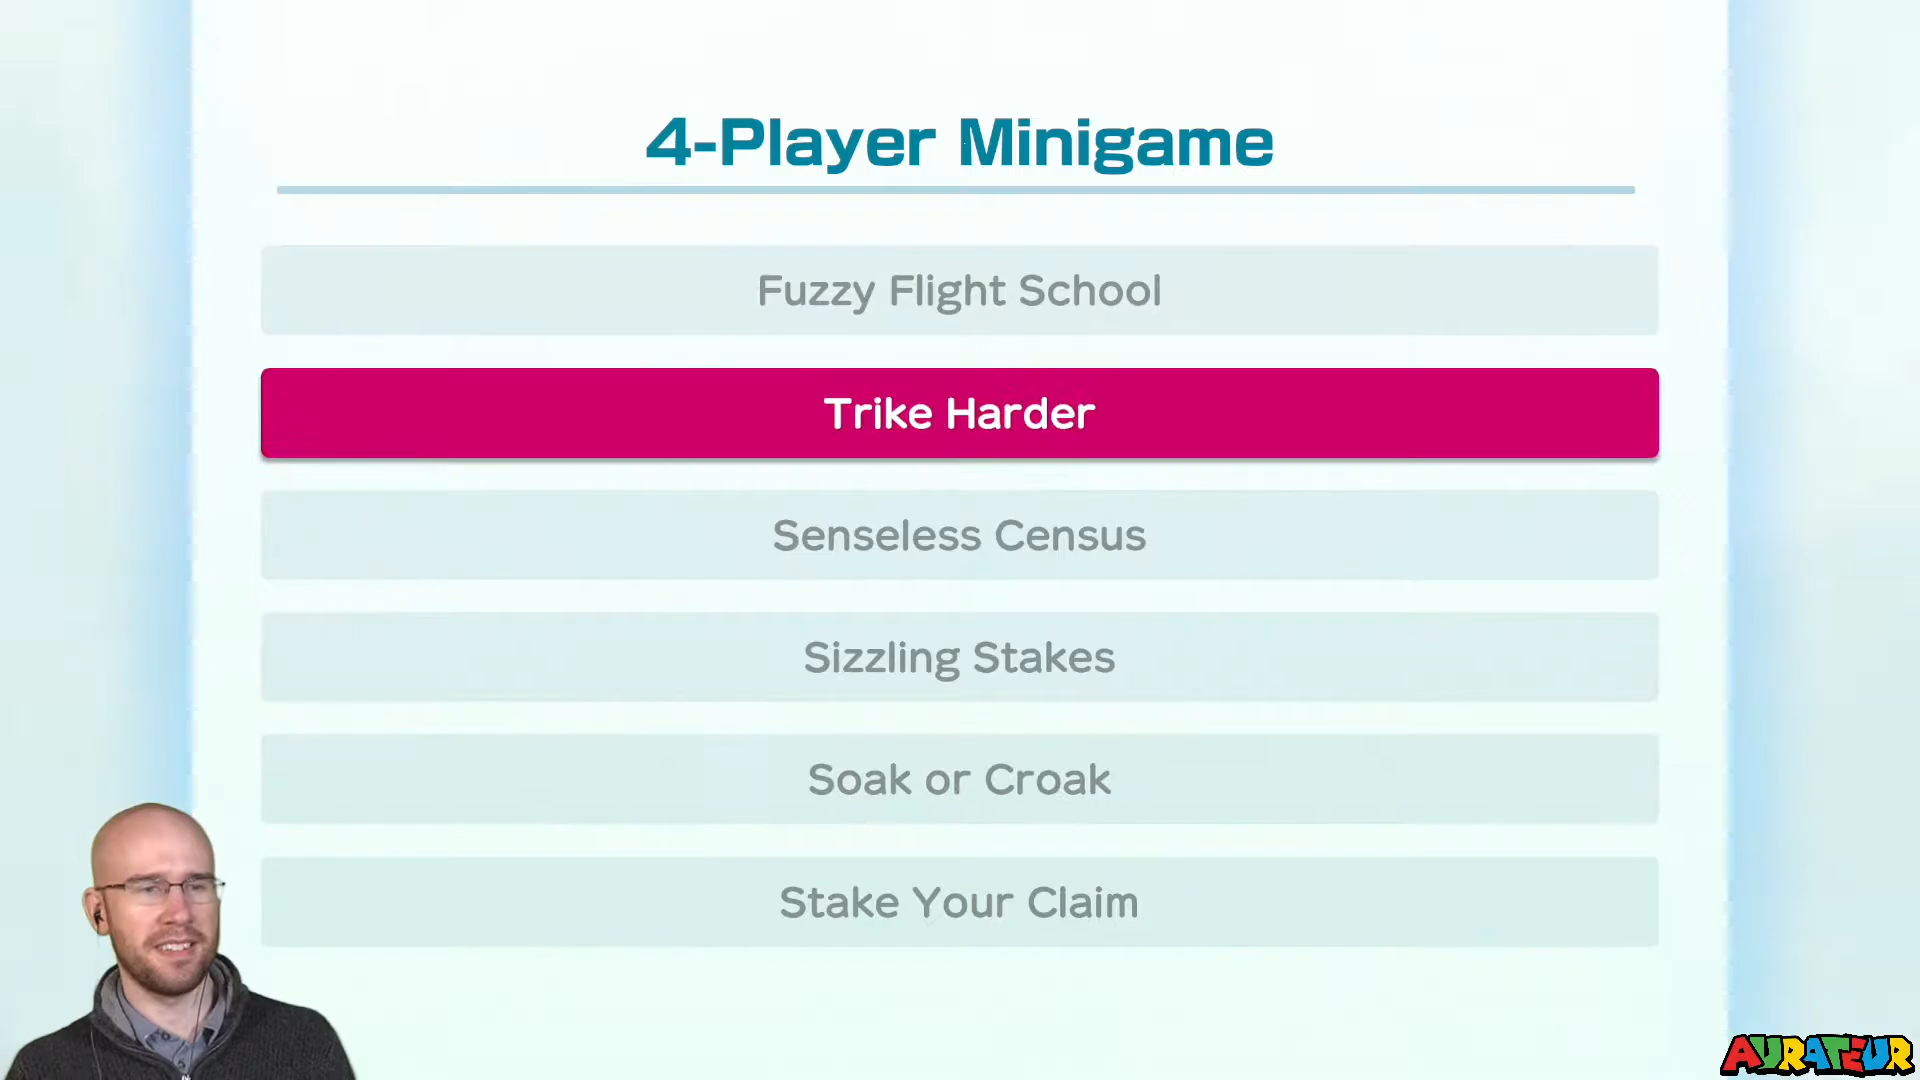 4-Player Minigame
Fuzzy Flight School
Trike Harder
Senseless Census
Sizzling Stakes
Soak or Croak
Stake Your Claim
AURATEUR